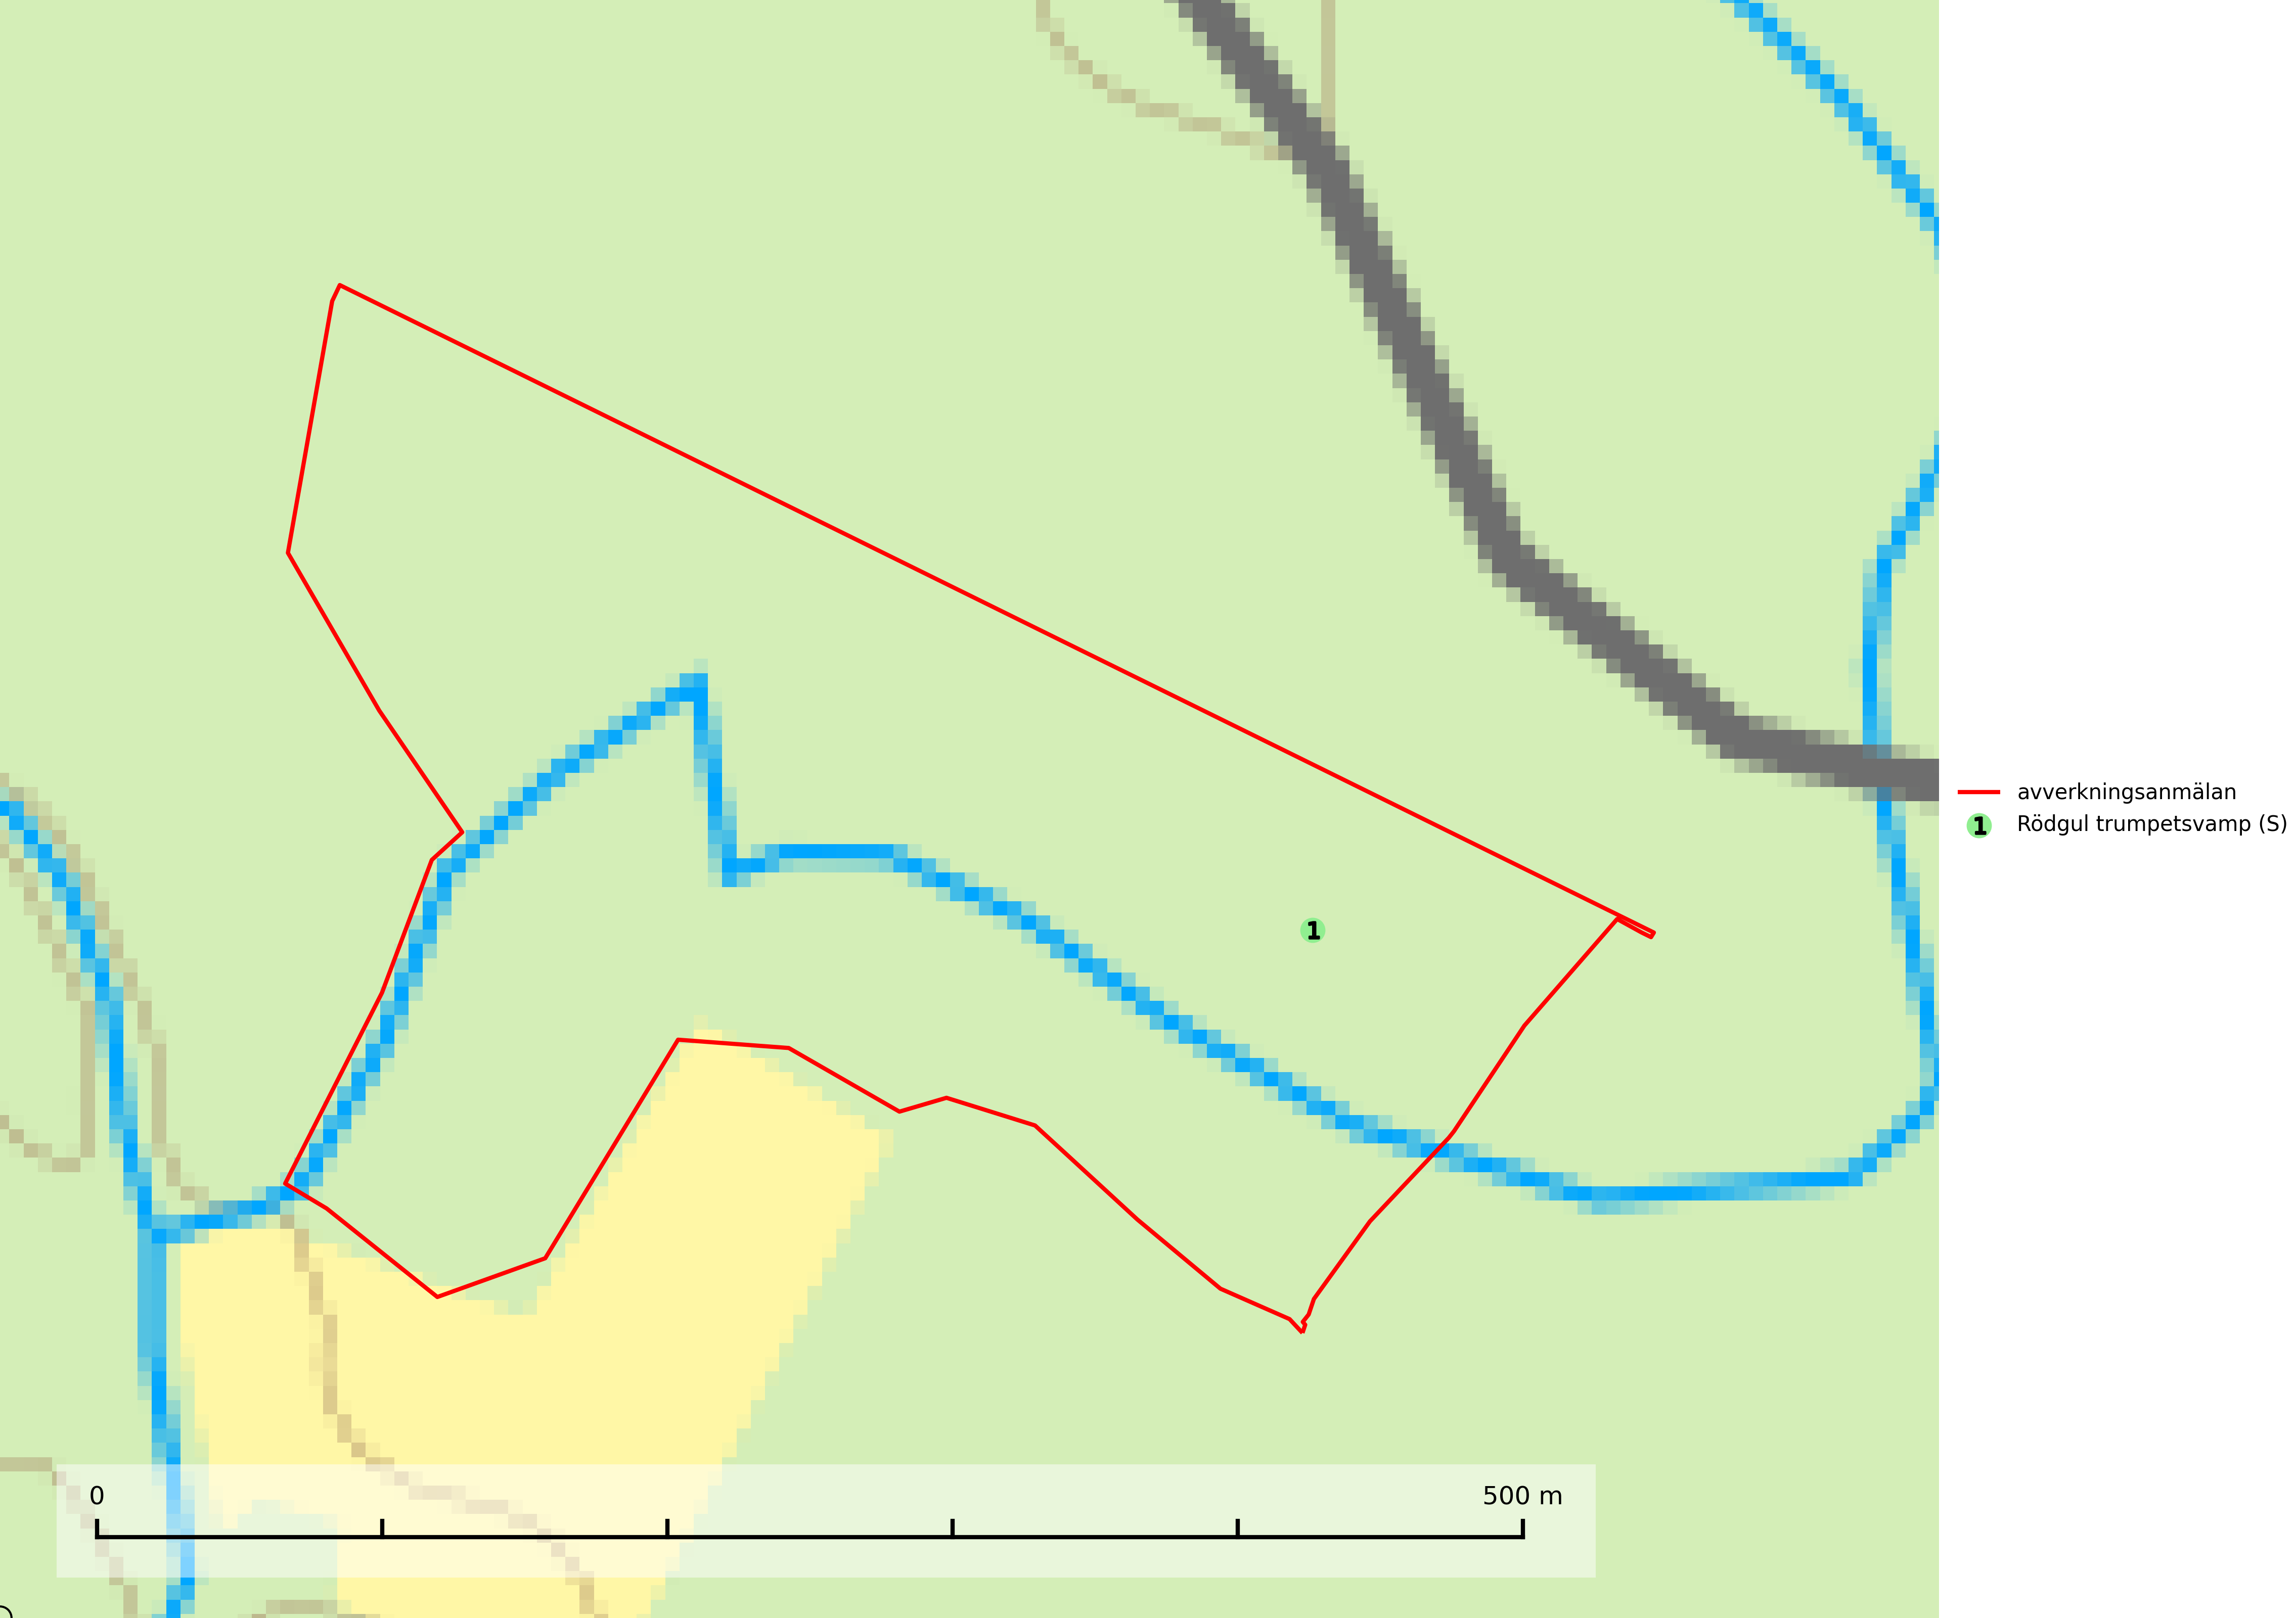 avverkningsanmälan
1 Rödgul trumpetsvamp (S)
1
0 500 m